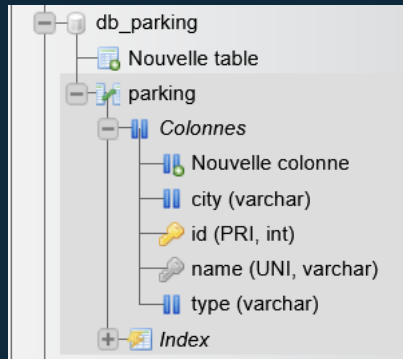 db_parking
Nouvelle table
parking
Colonnes
Nouvelle colonne
city (varchar)
id (PRI, int)
name (UNI, varchar)
type (varchar)
Index